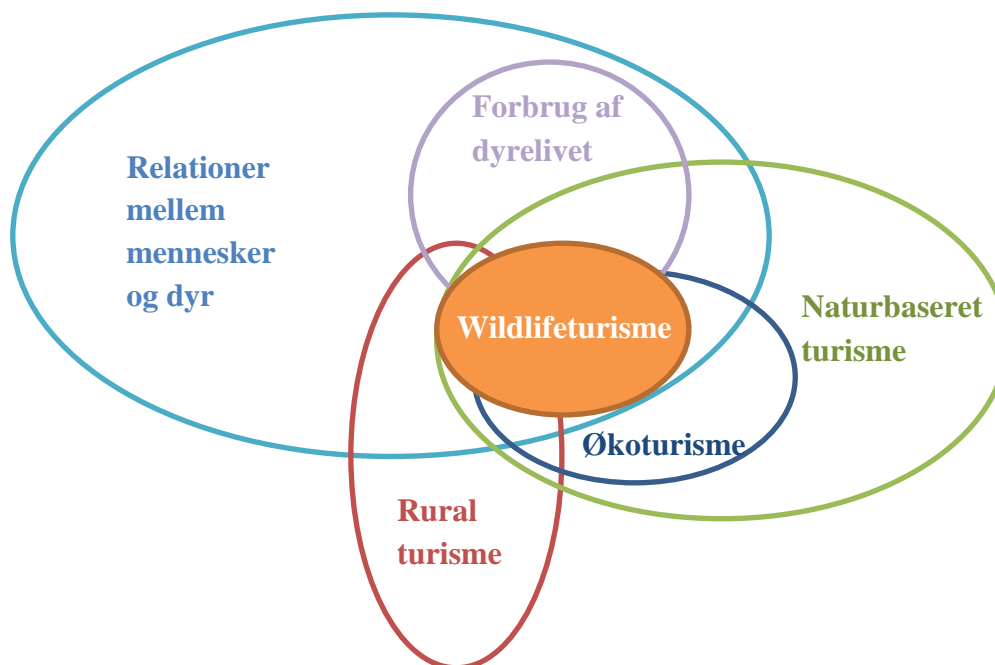 Forbrug af
dyrelivet
Relationer
mellem
mennesker
og dyr
Naturbaseret
turisme
Wildlifeturisme
Økoturisme
Rural
turisme